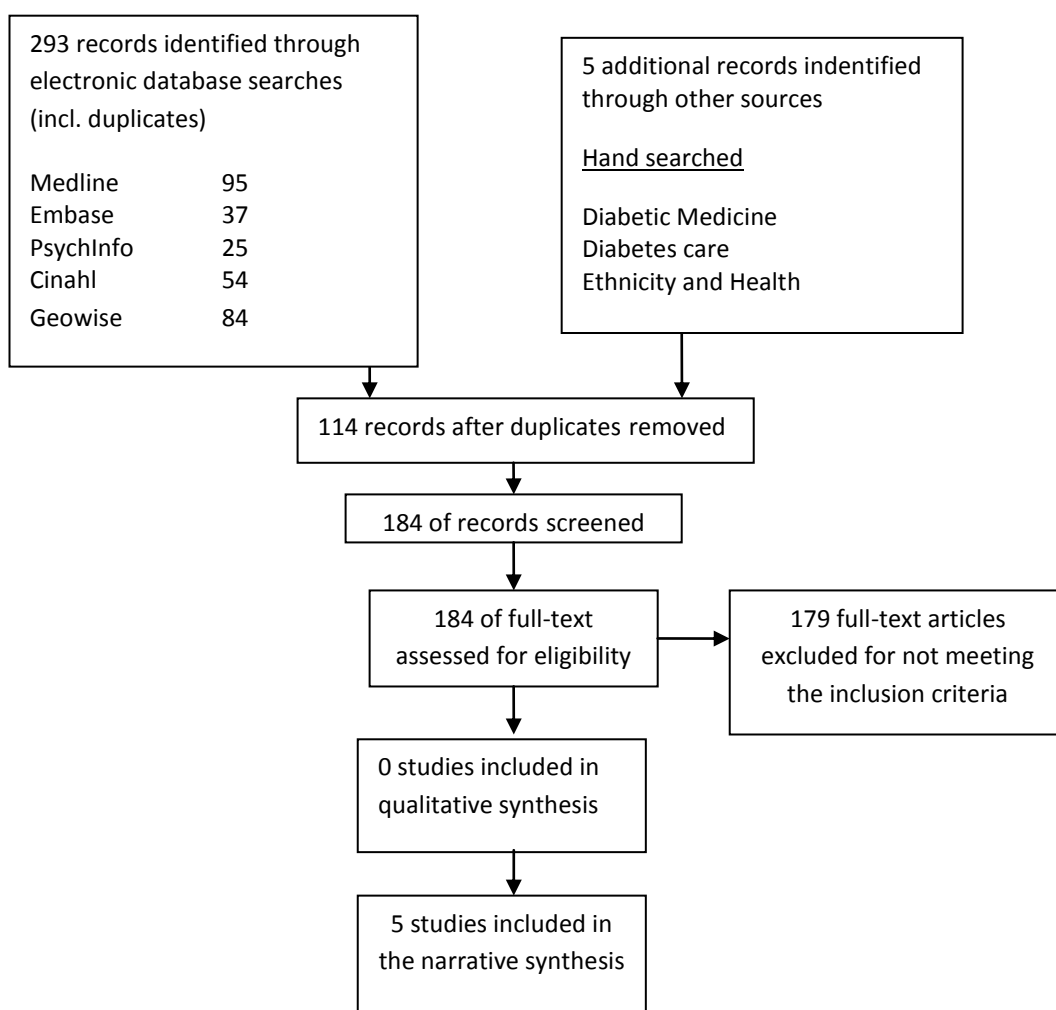 293 records identified through
electronic database searches
(incl. duplicates)
Medline 95
Embase 37
PsychInfo 25
Cinahl 54
Geowise 84
5 additional records indentified
through other sources
Hand searched
Diabetic Medicine
Diabetes care
Ethnicity and Health
114 records after duplicates removed
184 of records screened
184 of full-text
assessed for eligibility
179 full-text articles
excluded for not meeting
the inclusion criteria
0 studies included in
qualitative synthesis
5 studies included in
the narrative synthesis